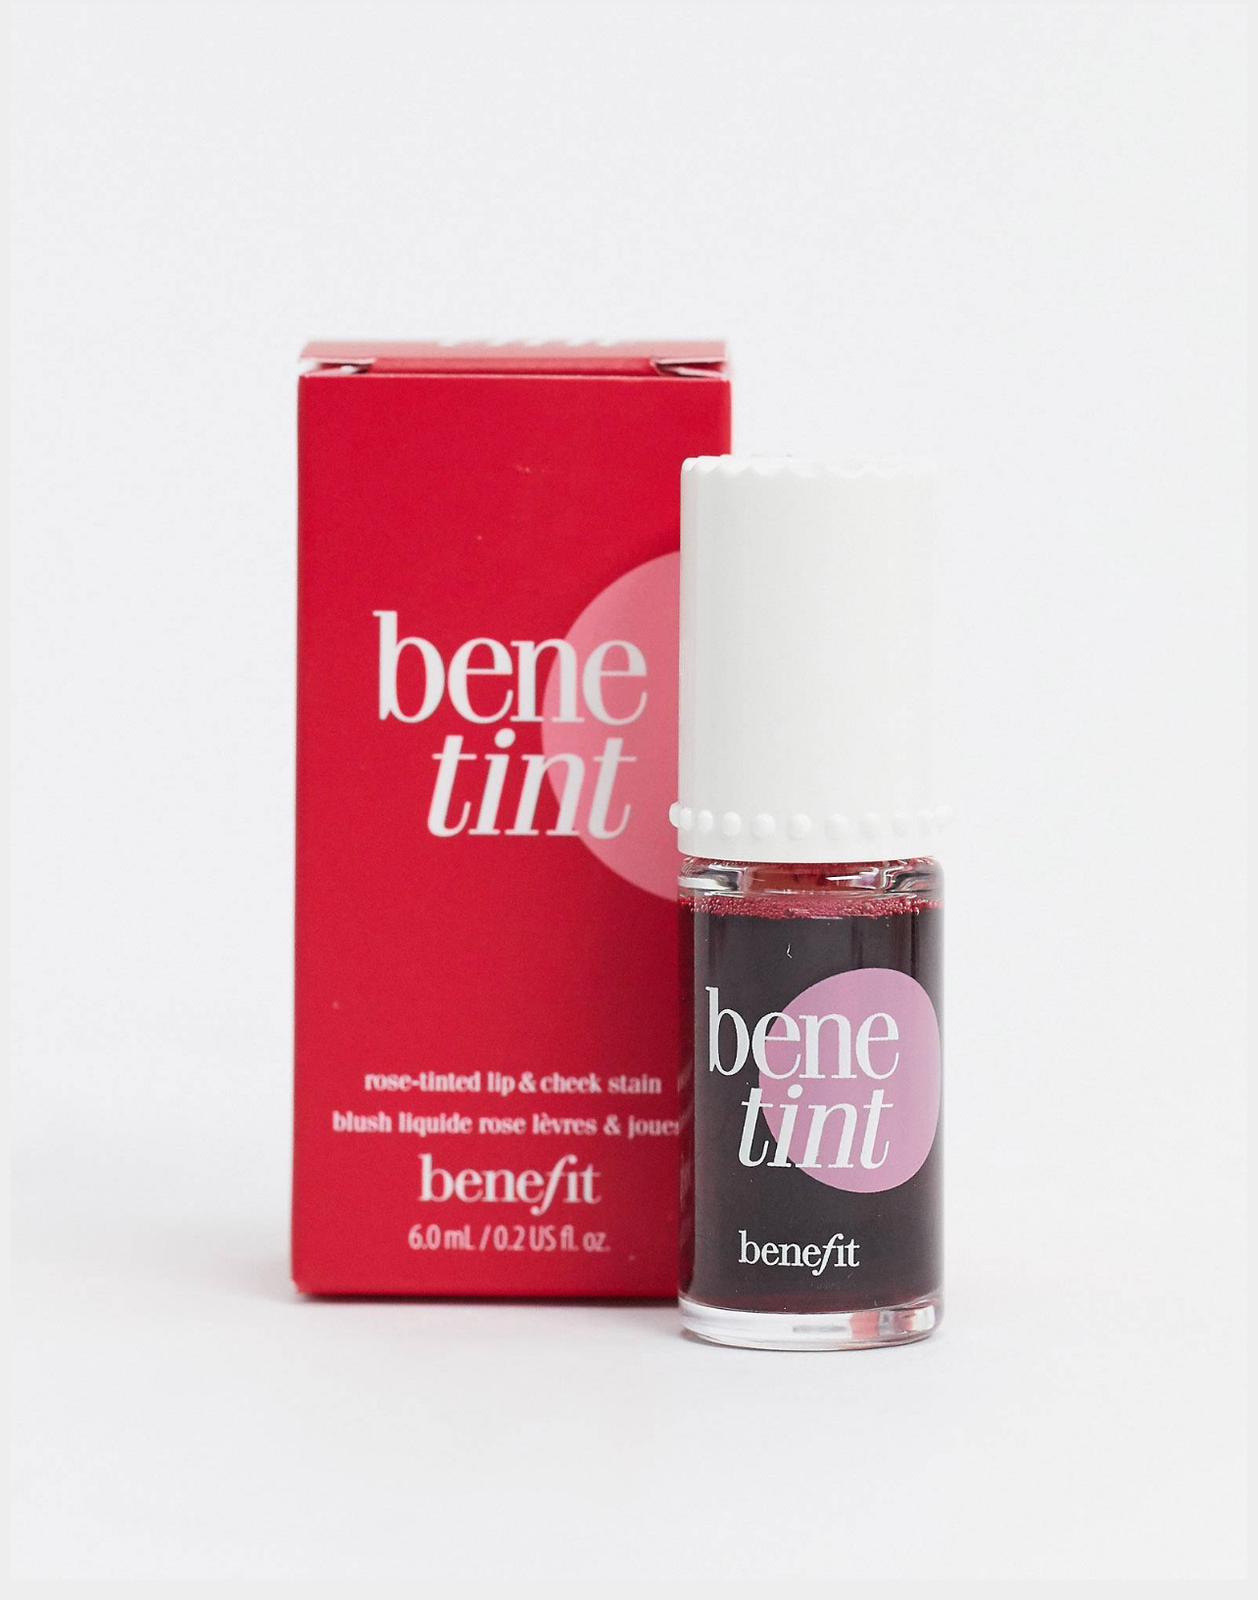 bene
tint
rose-tinted lip & cheek stain
blush liquide rose lèvres & joues
benefit
6.0 mL / 0.2 US fl. oz.
bene
tint
benefit